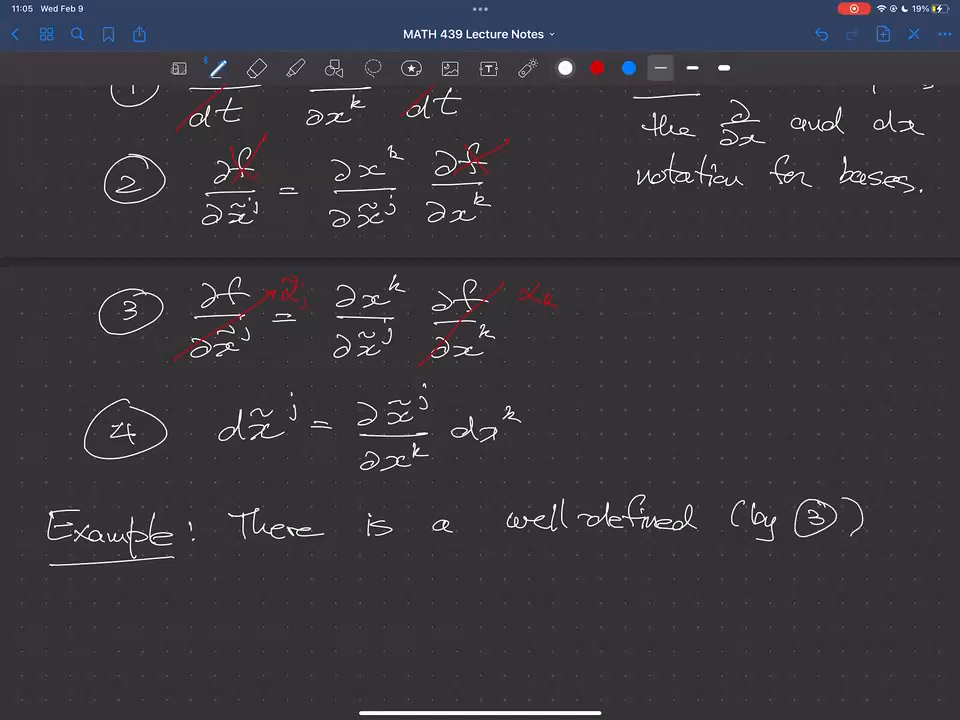 11:05 Wed Feb 9
19%
MATH 439 Lecture Notes
① dt ∂x^k dt
the ∂/∂x and dx
notation for bases.
② ∂f/∂x̃^j = ∂x^k/∂x̃^j ∂f/∂x^k
③ ∂f/∂x̃^j α̃_j = ∂x^k/∂x̃^j ∂f/∂x^k α_k
④ dx̃^j = ∂x̃^j/∂x^k dx^k
Example: There is a well defined (by ③)